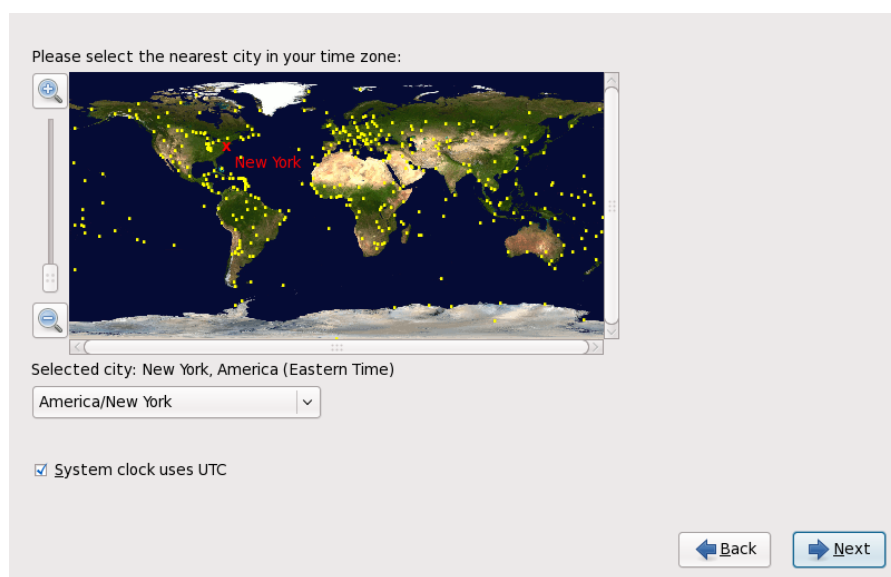 Please select the nearest city in your time zone:
x
New York
Selected city: New York, America (Eastern Time)
America/New York
System clock uses UTC
Back
Next